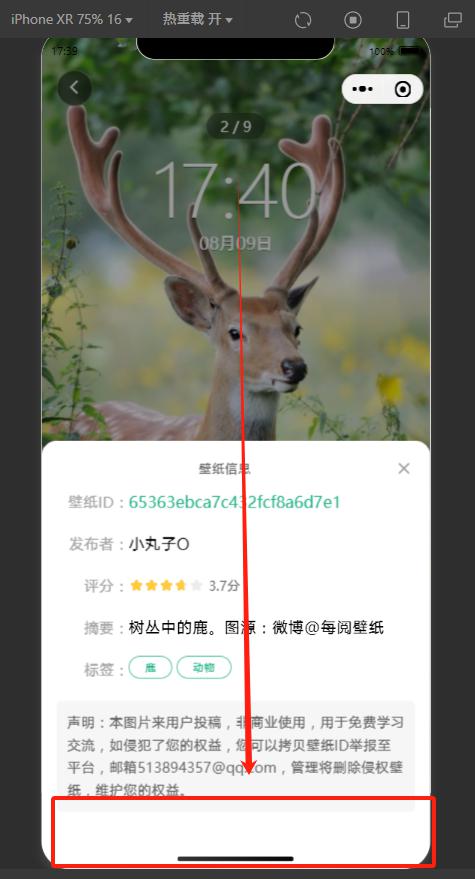 iPhone XR 75% 16
热重载 开
17:39
100%
2 / 9
17:40
08月09日
壁纸信息
壁纸ID：65363ebca7c432fcf8a6d7e1
发布者：小丸子O
评分：3.7分
摘要：树丛中的鹿。图源：微博@每阅壁纸
标签：鹿 动物
声明：本图片来用户投稿，非商业使用，用于免费学习
交流，如侵犯了您的权益，您可以拷贝壁纸ID举报至
平台，邮箱513894357@qq.com，管理将删除侵权壁
纸，维护您的权益。